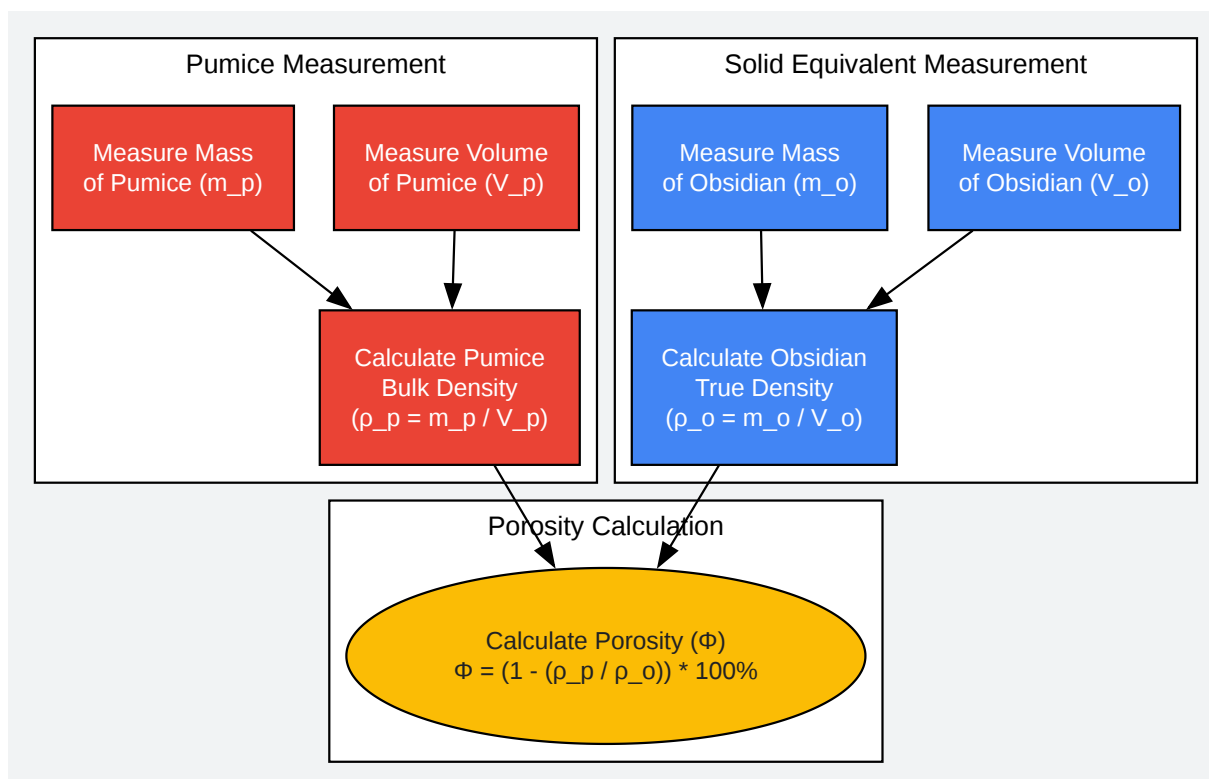 Pumice Measurement
Measure Mass
of Pumice (m_p)
Measure Volume
of Pumice (V_p)
Calculate Pumice
Bulk Density
(ρ_p = m_p / V_p)
Solid Equivalent Measurement
Measure Mass
of Obsidian (m_o)
Measure Volume
of Obsidian (V_o)
Calculate Obsidian
True Density
(ρ_o = m_o / V_o)
Porosity Calculation
Calculate Porosity (Φ)
Φ = (1 - (ρ_p / ρ_o)) * 100%